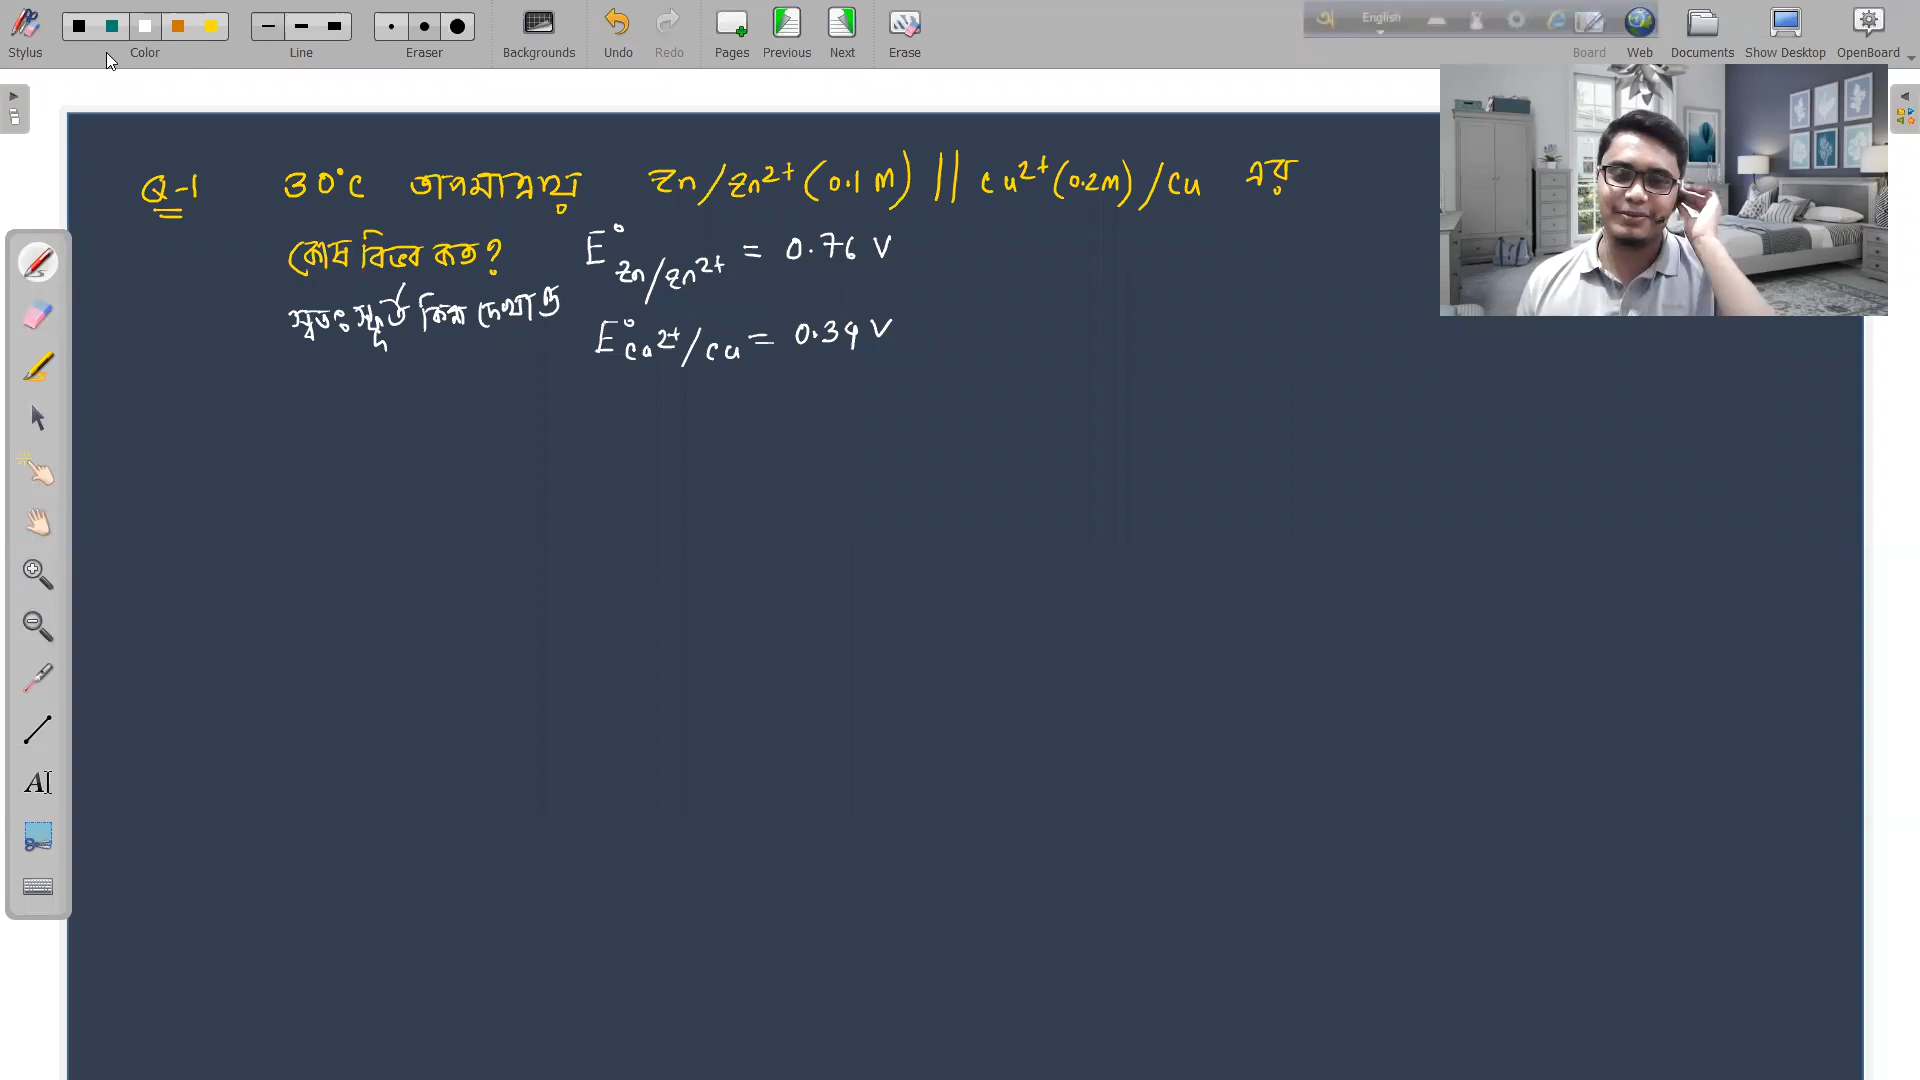 Stylus Color Line Eraser Backgrounds Undo Redo Pages Previous Next Erase Board Web Documents Show Desktop OpenBoard
English
Q-1 30°C তাপমাত্রায় Zn/Zn²⁺(0.1 M) || Cu²⁺(0.2M)/Cu এর
কোষ বিভব কত? E°Zn/Zn²⁺ = 0.76 V
স্বতঃস্ফূর্ত কিনা দেখাও E°Cu²⁺/Cu = 0.34 V
AI